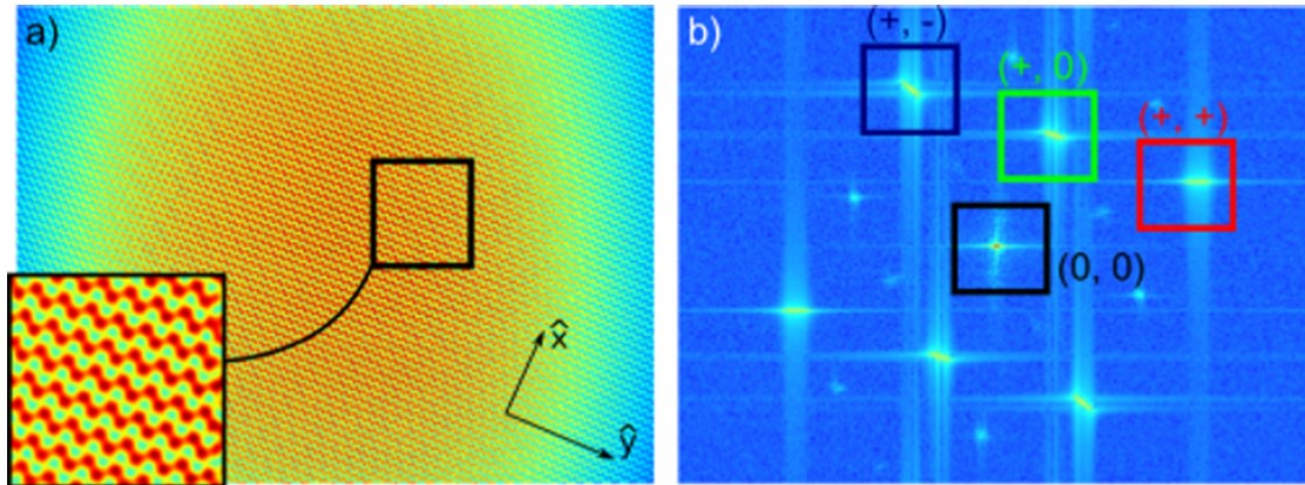 a)
x̂
ŷ
b)
(+, -)
(+, 0)
(+, +)
(0, 0)